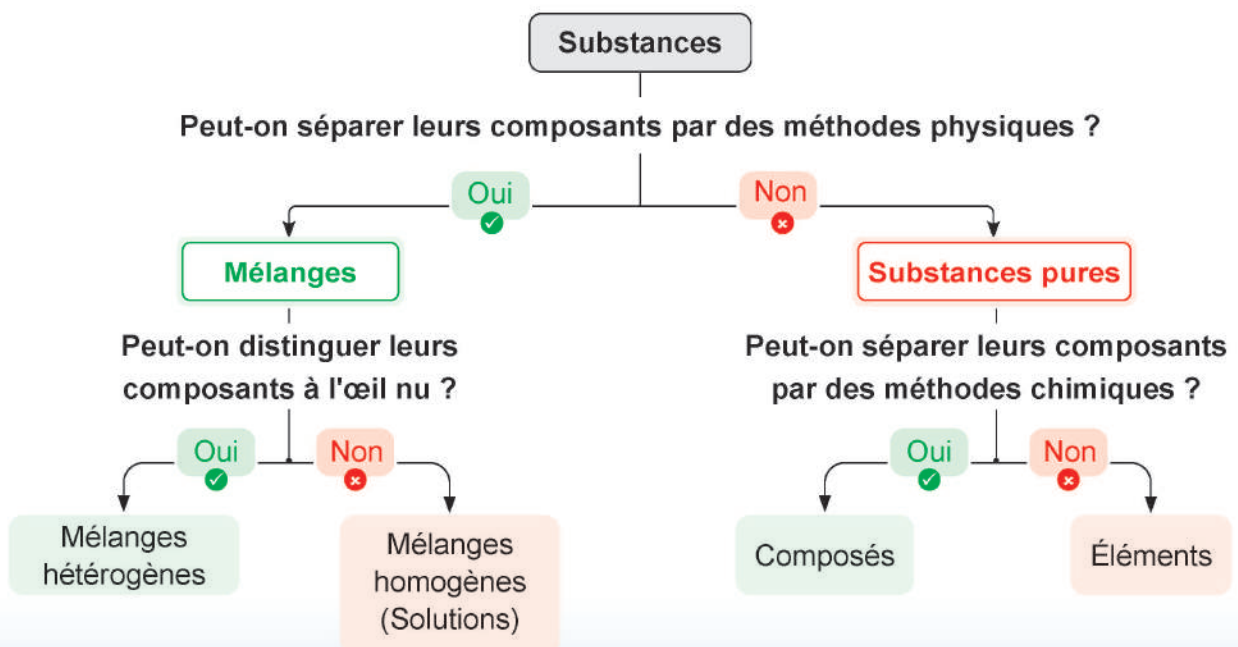 Substances
Peut-on séparer leurs composants par des méthodes physiques ?
Oui
Non
Mélanges
Substances pures
Peut-on distinguer leurs
composants à l'œil nu ?
Peut-on séparer leurs composants
par des méthodes chimiques ?
Oui
Non
Oui
Non
Mélanges
hétérogènes
Mélanges
homogènes
(Solutions)
Composés
Éléments